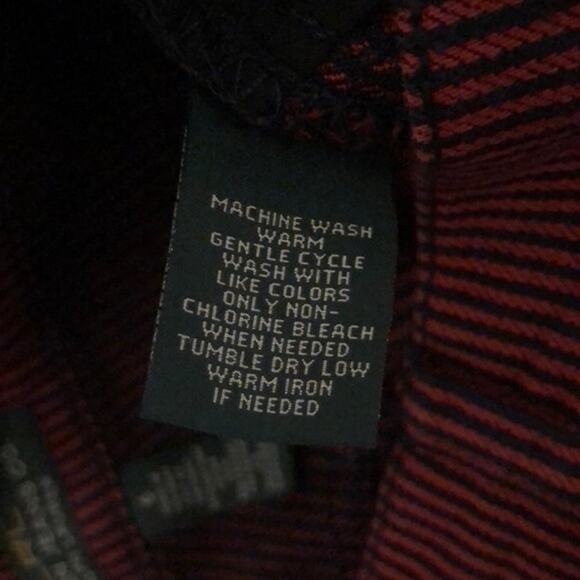 MACHINE WASH
WARM
GENTLE CYCLE
WASH WITH
LIKE COLORS
ONLY NON-
CHLORINE BLEACH
WHEN NEEDED
TUMBLE DRY LOW
WARM IRON
IF NEEDED